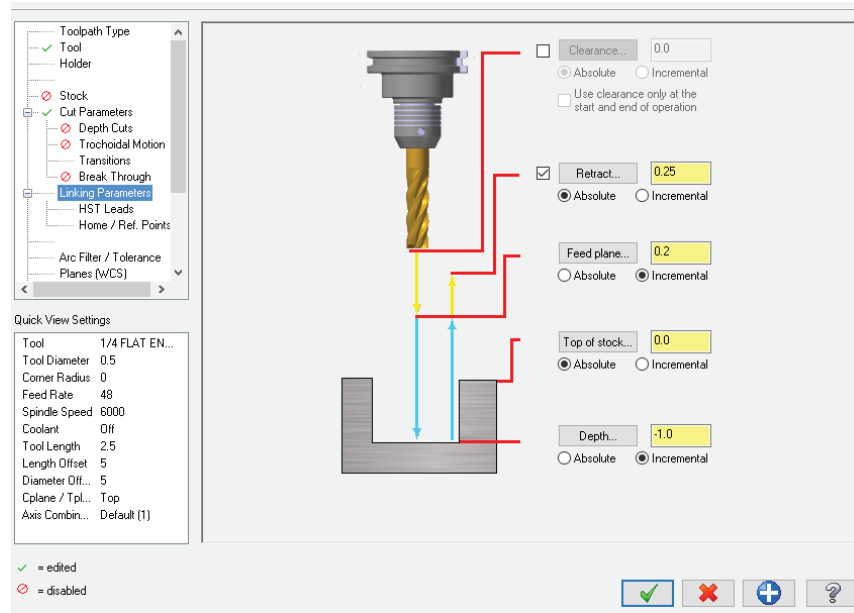 Toolpath Type
Tool
Holder
Stock
Cut Parameters
Depth Cuts
Trochoidal Motion
Transitions
Break Through
Linking Parameters
HST Leads
Home / Ref. Points
Arc Filter / Tolerance
Planes (WCS)
Quick View Settings
Tool 1/4 FLAT EN...
Tool Diameter 0.5
Corner Radius 0
Feed Rate 48
Spindle Speed 6000
Coolant Off
Tool Length 2.5
Length Offset 5
Diameter Off... 5
Cplane / Tpl... Top
Axis Combin... Default (1)
= edited
= disabled
Clearance... 0.0
Absolute Incremental
Use clearance only at the
start and end of operation
Retract... 0.25
Absolute Incremental
Feed plane... 0.2
Absolute Incremental
Top of stock... 0.0
Absolute Incremental
Depth... -1.0
Absolute Incremental